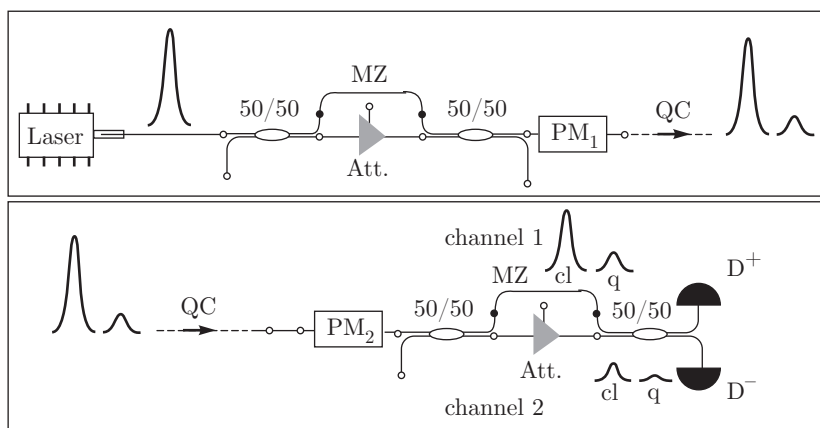 MZ
50/50
50/50
Laser
Att.
PM₁
QC
channel 1
cl
q
D⁺
MZ
QC
50/50
50/50
PM₂
Att.
cl
q
D⁻
channel 2